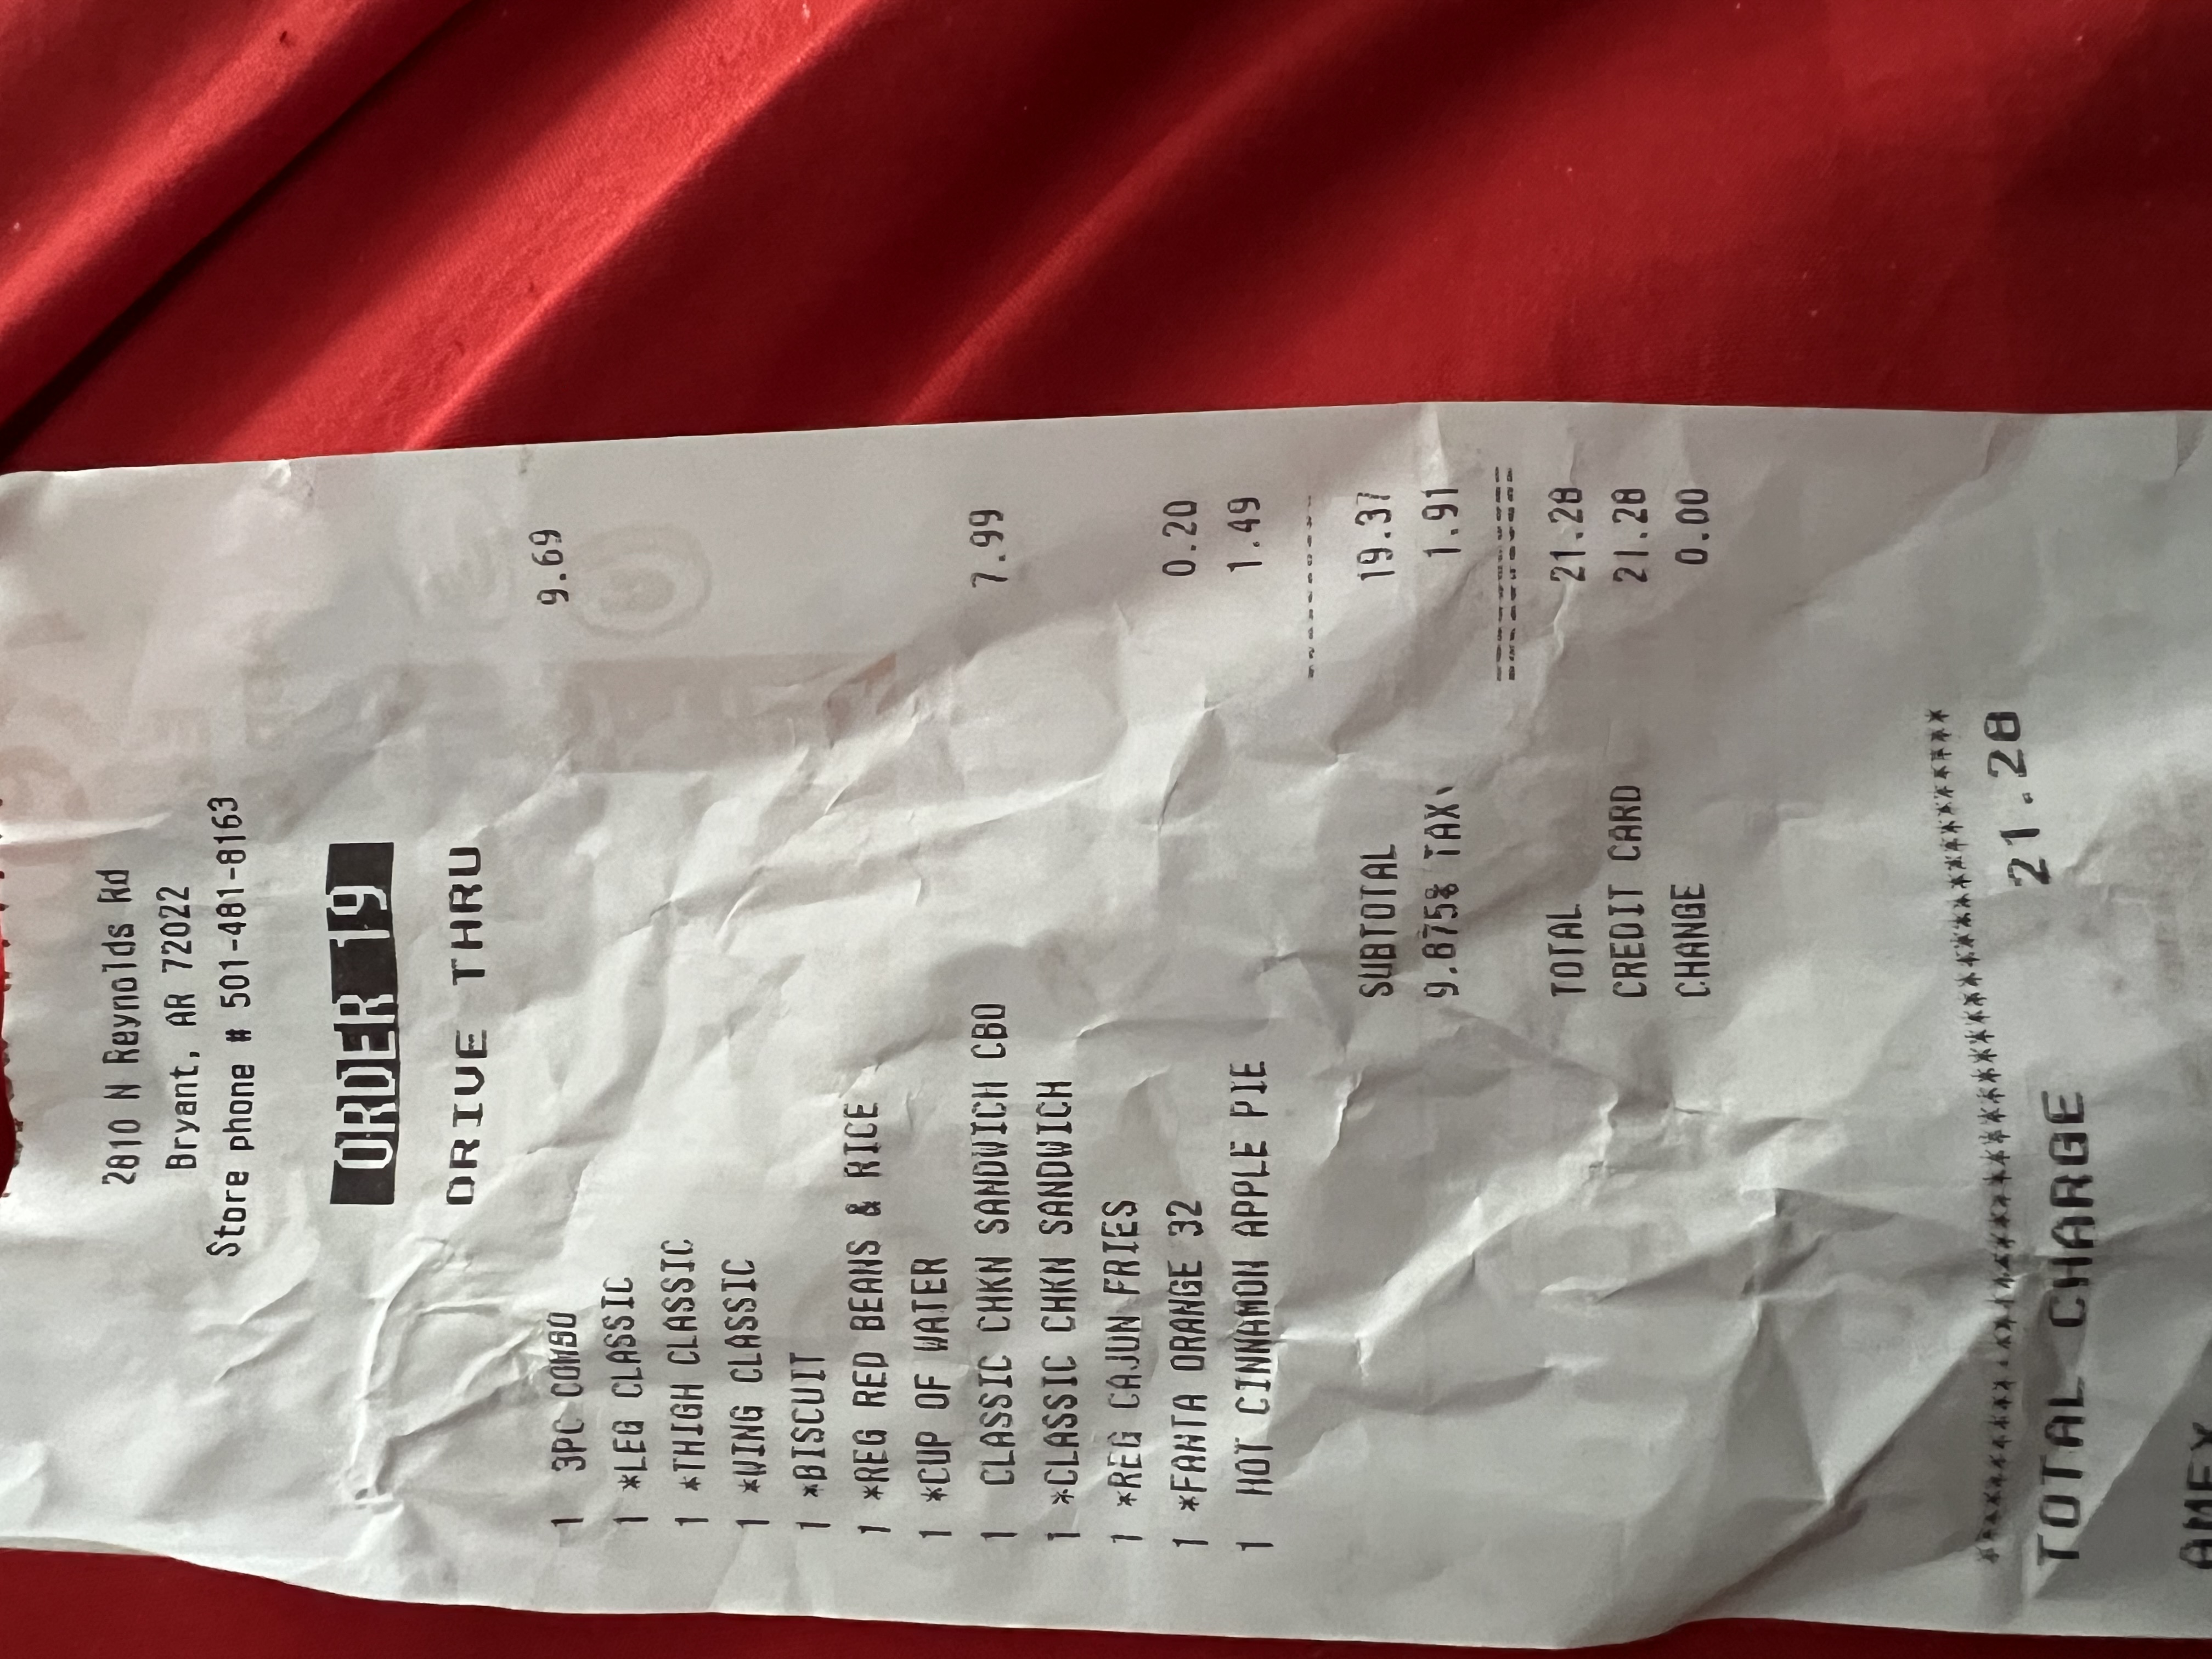 2810 N Reynolds Rd
Bryant, AR 72022
Store phone # 501-481-8163
ORDER 19
DRIVE THRU
1 3PC COMBO 9.69
1 *LEG CLASSIC
1 *THIGH CLASSIC
1 *WING CLASSIC
1 *BISCUIT
1 *REG RED BEANS & RICE
1 *CUP OF WATER
1 CLASSIC CHKN SANDWICH CBO 7.99
1 *CLASSIC CHKN SANDWICH
1 *REG CAJUN FRIES
1 *FANTA ORANGE 32 0.20
1 HOT CINNAMON APPLE PIE 1.49
SUBTOTAL 19.37
9.875% TAX 1.91
TOTAL 21.28
CREDIT CARD 21.28
CHANGE 0.00
TOTAL CHARGE 21.28
AMEX